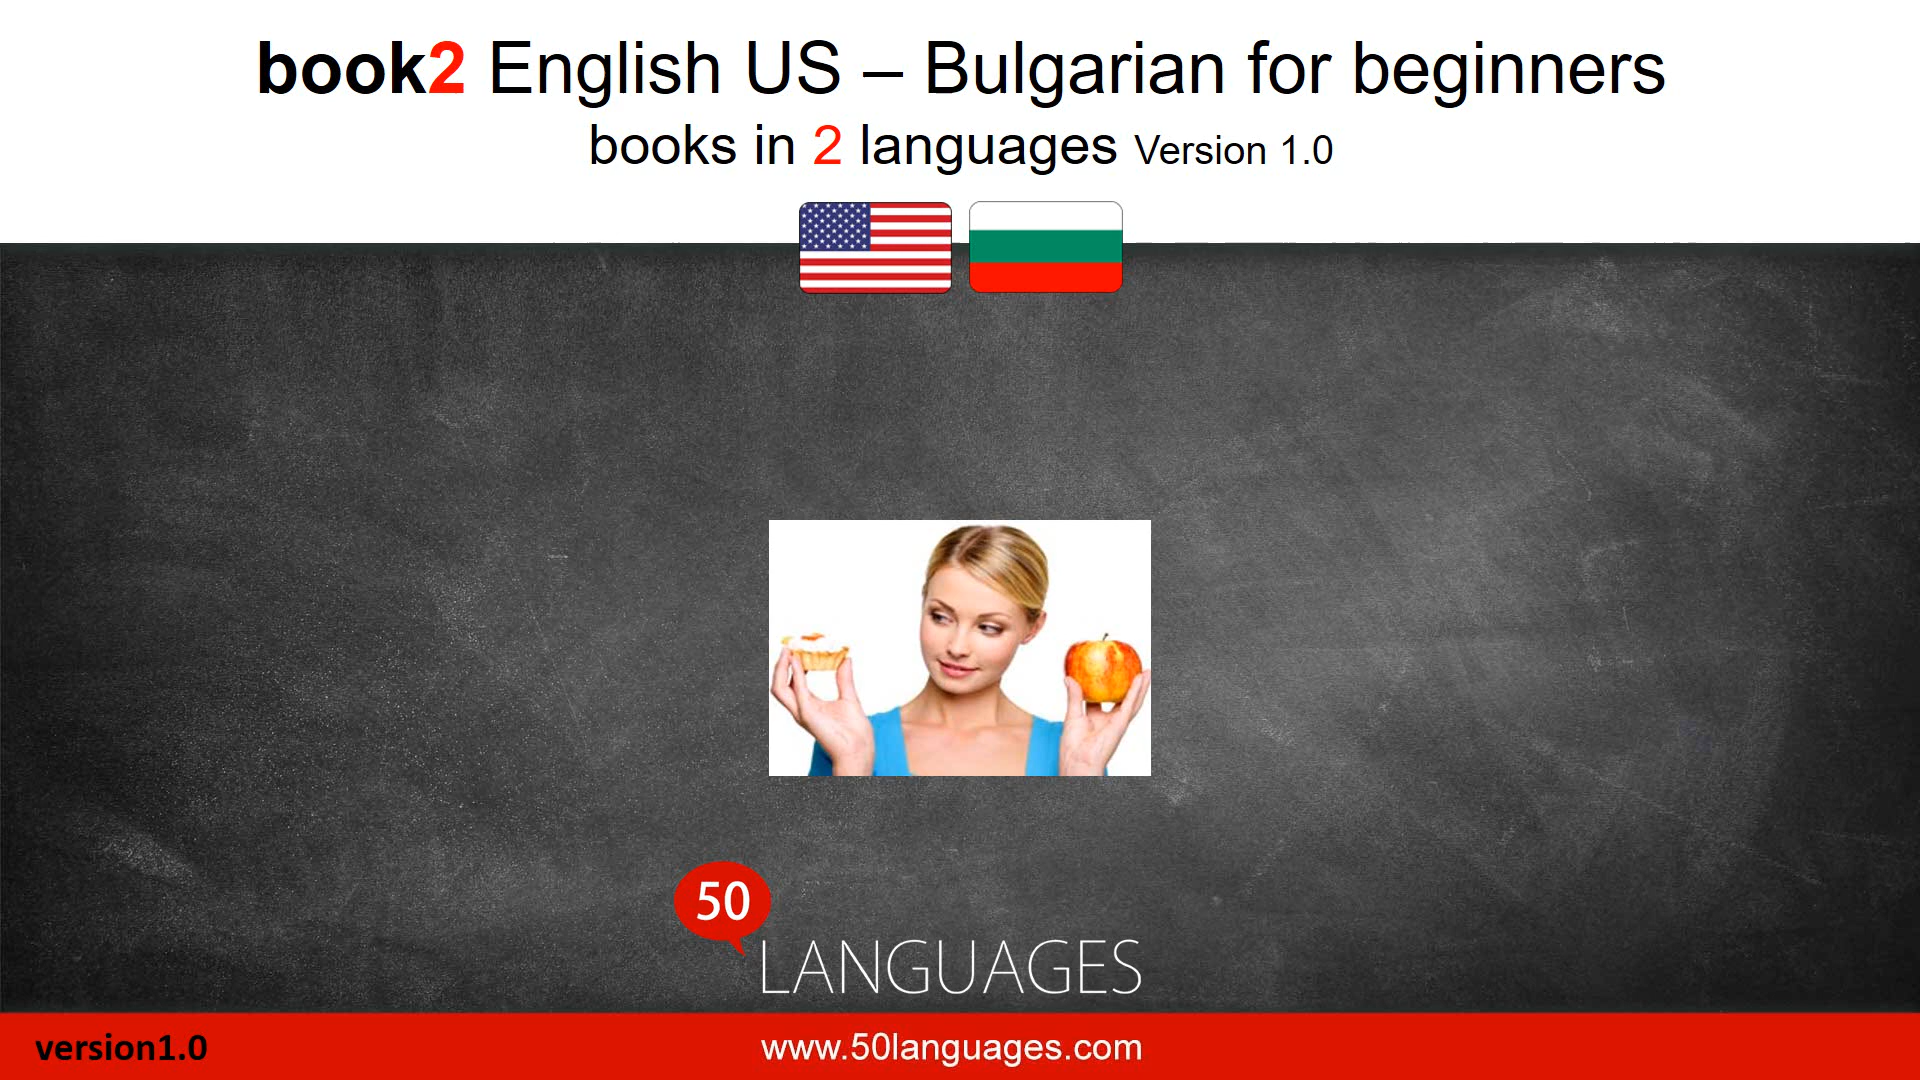 book2 English US – Bulgarian for beginners
books in 2 languages Version 1.0
50
LANGUAGES
version1.0
www.50languages.com